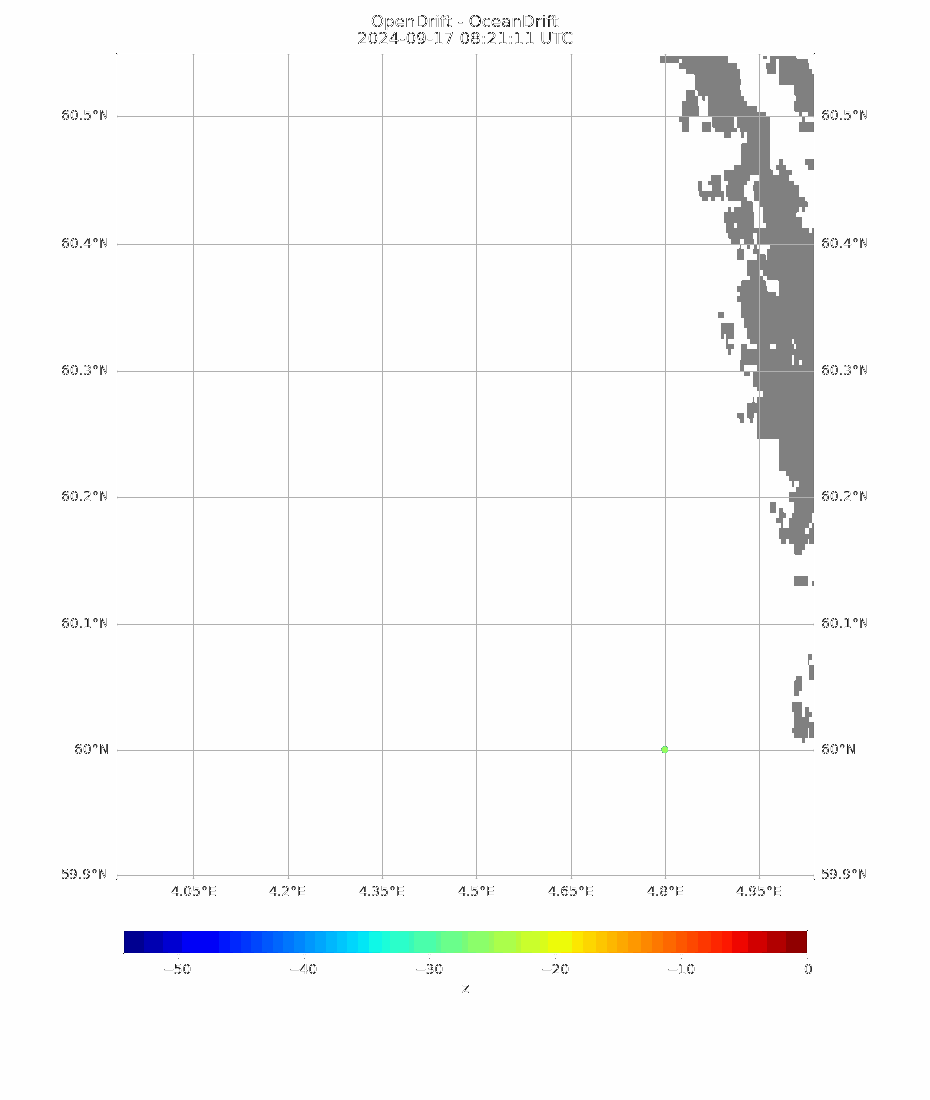 OpenDrift - OceanDrift
2024-09-17 08:21:11 UTC
60.5°N 60.5°N
60.4°N 60.4°N
60.3°N 60.3°N
60.2°N 60.2°N
60.1°N 60.1°N
60°N 60°N
59.9°N 59.9°N
4.05°E 4.2°E 4.35°E 4.5°E 4.65°E 4.8°E 4.95°E
−50 −40 −30 −20 −10 0
z